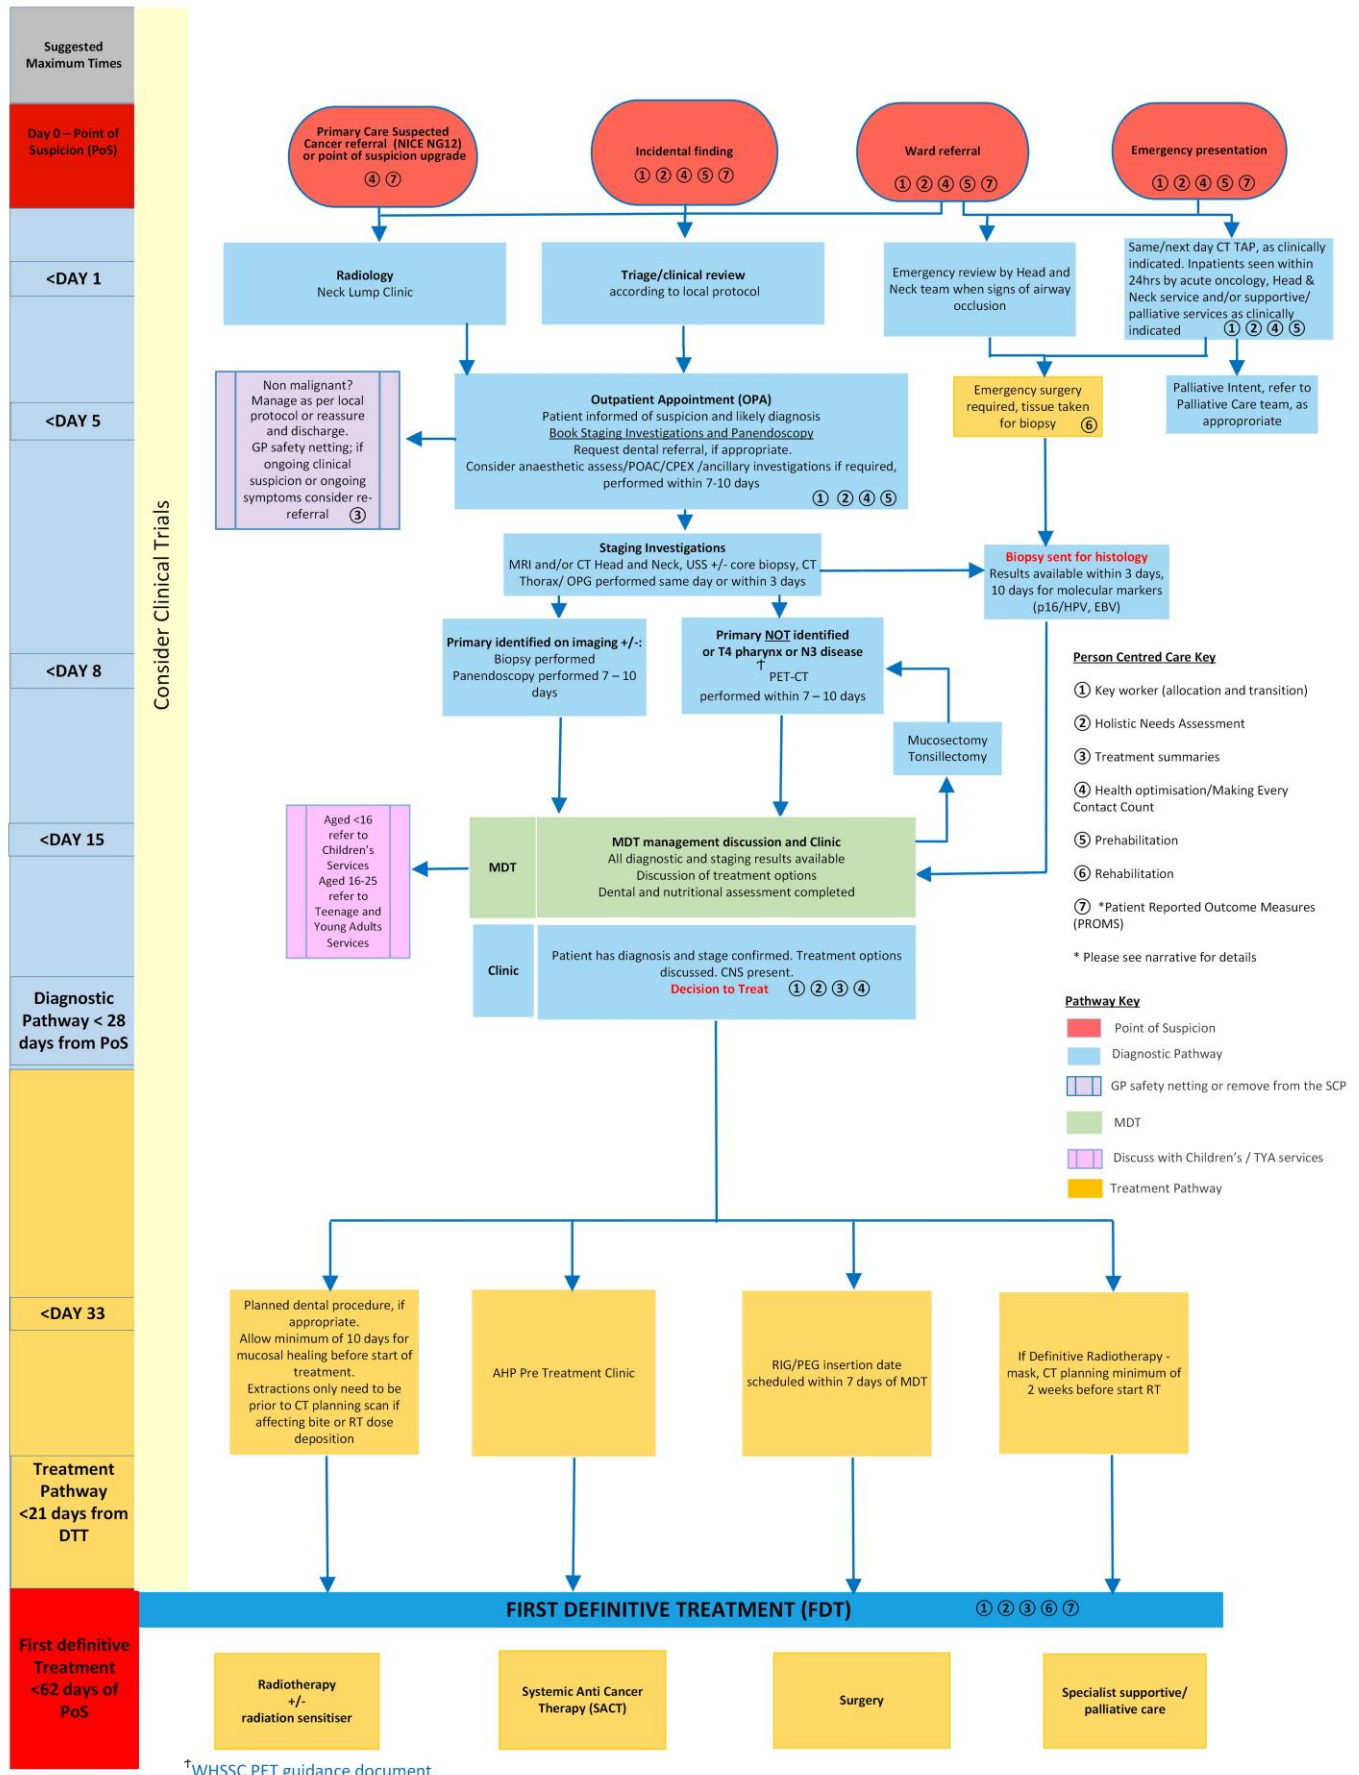 Suggested
Maximum Times
Day 0 – Point of
Suspicion (PoS)
<DAY 1
<DAY 5
<DAY 8
<DAY 15
Diagnostic
Pathway < 28
days from PoS
<DAY 33
Treatment
Pathway
<21 days from
DTT
First definitive
Treatment
<62 days of
PoS
Consider Clinical Trials
Primary Care Suspected
Cancer referral (NICE NG12)
or point of suspicion upgrade
④ ⑦
Incidental finding
① ② ④ ⑤ ⑦
Ward referral
① ② ④ ⑤ ⑦
Emergency presentation
① ② ④ ⑤ ⑦
Radiology
Neck Lump Clinic
Triage/clinical review
according to local protocol
Emergency review by Head and
Neck team when signs of airway
occlusion
Same/next day CT TAP, as clinically
indicated. Inpatients seen within
24hrs by acute oncology, Head &
Neck service and/or supportive/
palliative services as clinically
indicated ① ② ④ ⑤
Non malignant?
Manage as per local
protocol or reassure
and discharge.
GP safety netting; if
ongoing clinical
suspicion or ongoing
symptoms consider re-
referral ③
Outpatient Appointment (OPA)
Patient informed of suspicion and likely diagnosis
Book Staging Investigations and Panendoscopy
Request dental referral, if appropriate.
Consider anaesthetic assess/POAC/CPEX /ancillary investigations if required,
performed within 7-10 days
① ② ④ ⑤
Emergency surgery
required, tissue taken
for biopsy ⑥
Palliative Intent, refer to
Palliative Care team, as
approproriate
Staging Investigations
MRI and/or CT Head and Neck, USS +/- core biopsy, CT
Thorax/ OPG performed same day or within 3 days
Biopsy sent for histology
Results available within 3 days,
10 days for molecular markers
(p16/HPV, EBV)
Primary identified on imaging +/-:
Biopsy performed
Panendoscopy performed 7 – 10
days
Primary NOT identified
or T4 pharynx or N3 disease
† PET-CT
performed within 7 – 10 days
Mucosectomy
Tonsillectomy
Aged <16
refer to
Children's
Services
Aged 16-25
refer to
Teenage and
Young Adults
Services
MDT
MDT management discussion and Clinic
All diagnostic and staging results available
Discussion of treatment options
Dental and nutritional assessment completed
Clinic
Patient has diagnosis and stage confirmed. Treatment options
discussed. CNS present.
Decision to Treat ① ② ③ ④
Person Centred Care Key
① Key worker (allocation and transition)
② Holistic Needs Assessment
③ Treatment summaries
④ Health optimisation/Making Every
Contact Count
⑤ Prehabilitation
⑥ Rehabilitation
⑦ *Patient Reported Outcome Measures
(PROMS)
* Please see narrative for details
Pathway Key
Point of Suspicion
Diagnostic Pathway
GP safety netting or remove from the SCP
MDT
Discuss with Children's / TYA services
Treatment Pathway
Planned dental procedure, if
appropriate.
Allow minimum of 10 days for
mucosal healing before start of
treatment.
Extractions only need to be
prior to CT planning scan if
affecting bite or RT dose
deposition
AHP Pre Treatment Clinic
RIG/PEG insertion date
scheduled within 7 days of MDT
If Definitive Radiotherapy -
mask, CT planning minimum of
2 weeks before start RT
FIRST DEFINITIVE TREATMENT (FDT) ① ② ③ ⑥ ⑦
Radiotherapy
+/-
radiation sensitiser
Systemic Anti Cancer
Therapy (SACT)
Surgery
Specialist supportive/
palliative care
†WHSSC PET guidance document